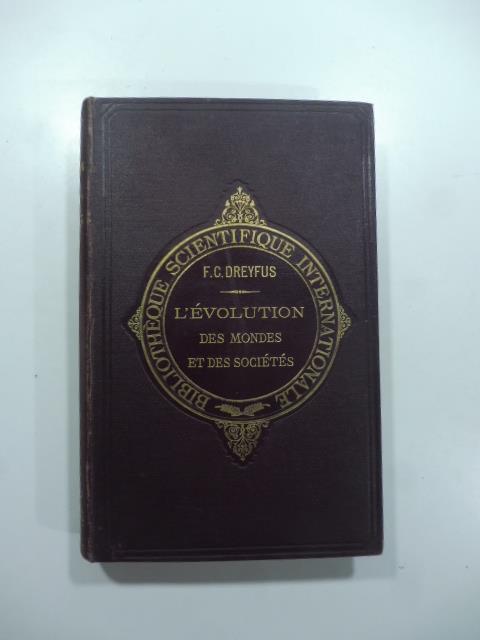 BIBLIOTHÈQUE SCIENTIFIQUE INTERNATIONALE
F. C. DREYFUS
L'ÉVOLUTION
DES MONDES
ET DES SOCIÉTÉS